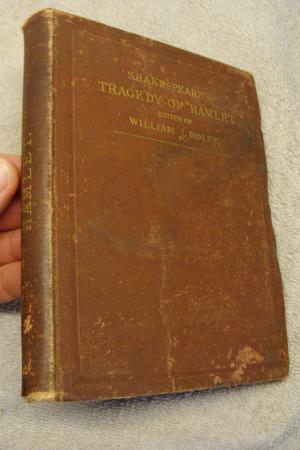 SHAKESPEARE'S
TRAGEDY OF HAMLET
EDITED BY
WILLIAM J. ROLFE
HAMLET.